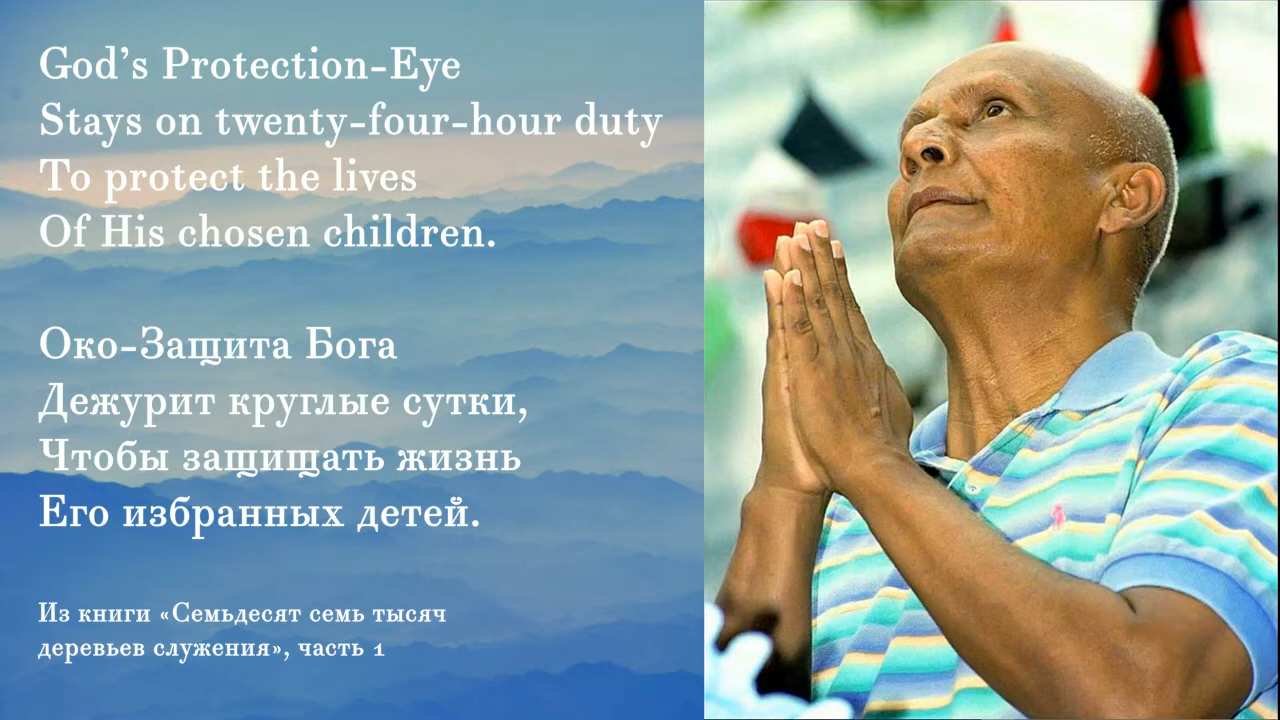 God's Protection-Eye
Stays on twenty-four-hour duty
To protect the lives
Of His chosen children.
Око-Защита Бога
Дежурит круглые сутки,
Чтобы защищать жизнь
Его избранных детей.
Из книги «Семьдесят семь тысяч
деревьев служения», часть 1